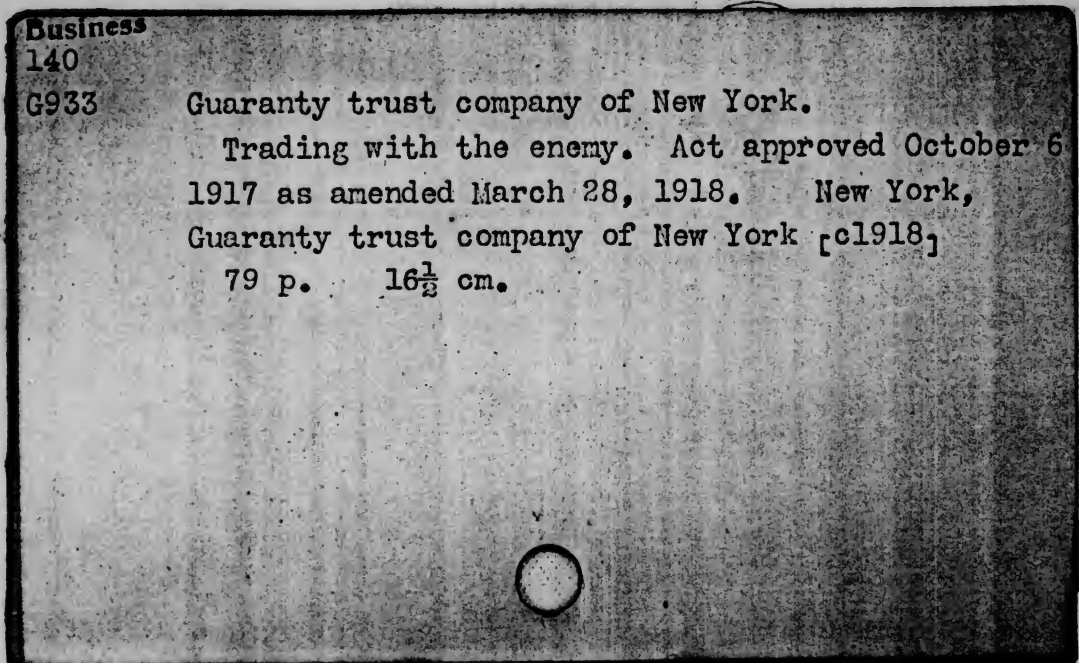 Business
140
G933 Guaranty trust company of New York.
Trading with the enemy. Act approved October 6
1917 as amended March 28, 1918. New York,
Guaranty trust company of New York [c1918]
79 p. 16½ cm.